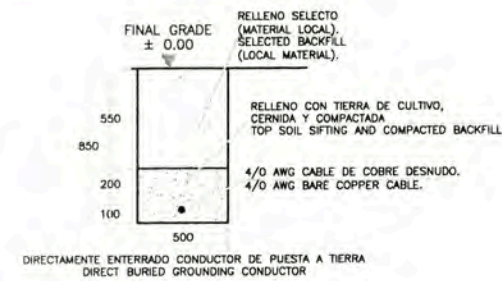 FINAL GRADE
± 0.00
RELLENO SELECTO
(MATERIAL LOCAL).
SELECTED BACKFILL
(LOCAL MATERIAL).
550
850
200
100
500
RELLENO CON TIERRA DE CULTIVO,
CERNIDA Y COMPACTADA
TOP SOIL SIFTING AND COMPACTED BACKFILL
4/0 AWG CABLE DE COBRE DESNUDO.
4/0 AWG BARE COPPER CABLE.
DIRECTAMENTE ENTERRADO CONDUCTOR DE PUESTA A TIERRA
DIRECT BURIED GROUNDING CONDUCTOR